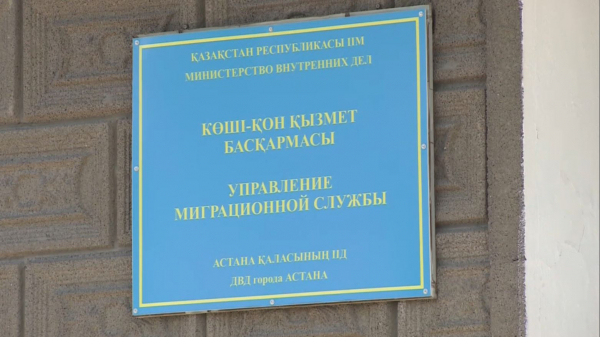 ҚАЗАҚСТАН РЕСПУБЛИКАСЫ ІІМ
МИНИСТЕРСТВО ВНУТРЕННИХ ДЕЛ
КӨШІ-ҚОН ҚЫЗМЕТ
БАСҚАРМАСЫ
УПРАВЛЕНИЕ
МИГРАЦИОННОЙ СЛУЖБЫ
АСТАНА ҚАЛАСЫНЫҢ ПД
ДВД города АСТАНА